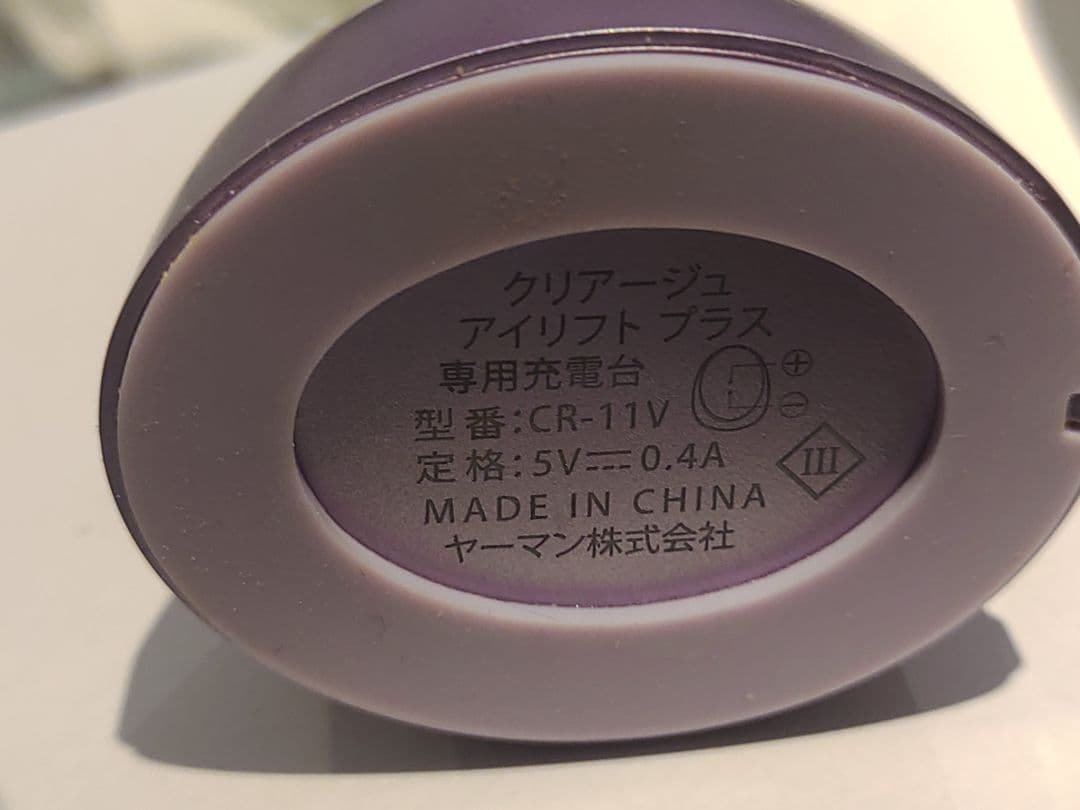 クリアージュ
アイリフト プラス
専用充電台
型番:CR-11V
⊕
⊖
定格:5V⎓0.4A
III
MADE IN CHINA
ヤーマン株式会社